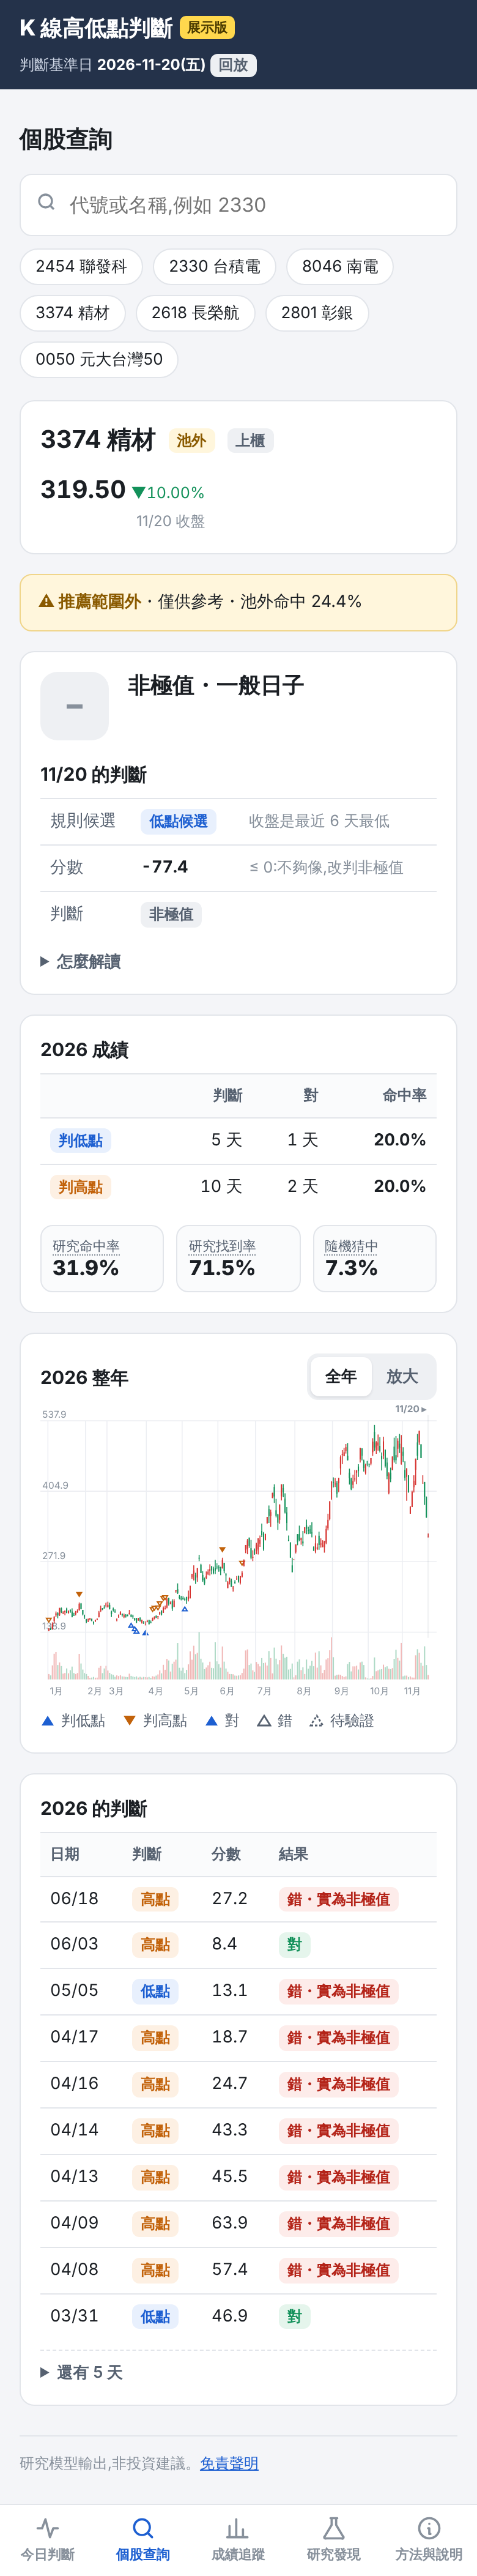 K 線高低點判斷 展示版
判斷基準日 2026-11-20(五) 回放
個股查詢
代號或名稱,例如 2330
2454 聯發科 2330 台積電 8046 南電
3374 精材 2618 長榮航 2801 彰銀
0050 元大台灣50
3374 精材 池外 上櫃
319.50 ▼10.00%
11/20 收盤
⚠ 推薦範圍外・僅供參考・池外命中 24.4%
– 非極值・一般日子
11/20 的判斷
規則候選 低點候選 收盤是最近 6 天最低
分數 -77.4 ≤ 0:不夠像,改判非極值
判斷 非極值
▶ 怎麼解讀
2026 成績
判斷 對 命中率
判低點 5 天 1 天 20.0%
判高點 10 天 2 天 20.0%
研究命中率 研究找到率 隨機猜中
31.9% 71.5% 7.3%
2026 整年 全年 放大
11/20 ▸
537.9
404.9
271.9
1月 2月 3月 4月 5月 6月 7月 8月 9月 10月 11月
▲ 判低點 ▼ 判高點 ▲ 對 △ 錯 △ 待驗證
2026 的判斷
日期 判斷 分數 結果
06/18 高點 27.2 錯・實為非極值
06/03 高點 8.4 對
05/05 低點 13.1 錯・實為非極值
04/17 高點 18.7 錯・實為非極值
04/16 高點 24.7 錯・實為非極值
04/14 高點 43.3 錯・實為非極值
04/13 高點 45.5 錯・實為非極值
04/09 高點 63.9 錯・實為非極值
04/08 高點 57.4 錯・實為非極值
03/31 低點 46.9 對
▶ 還有 5 天
研究模型輸出,非投資建議。免責聲明
今日判斷 個股查詢 成績追蹤 研究發現 方法與說明